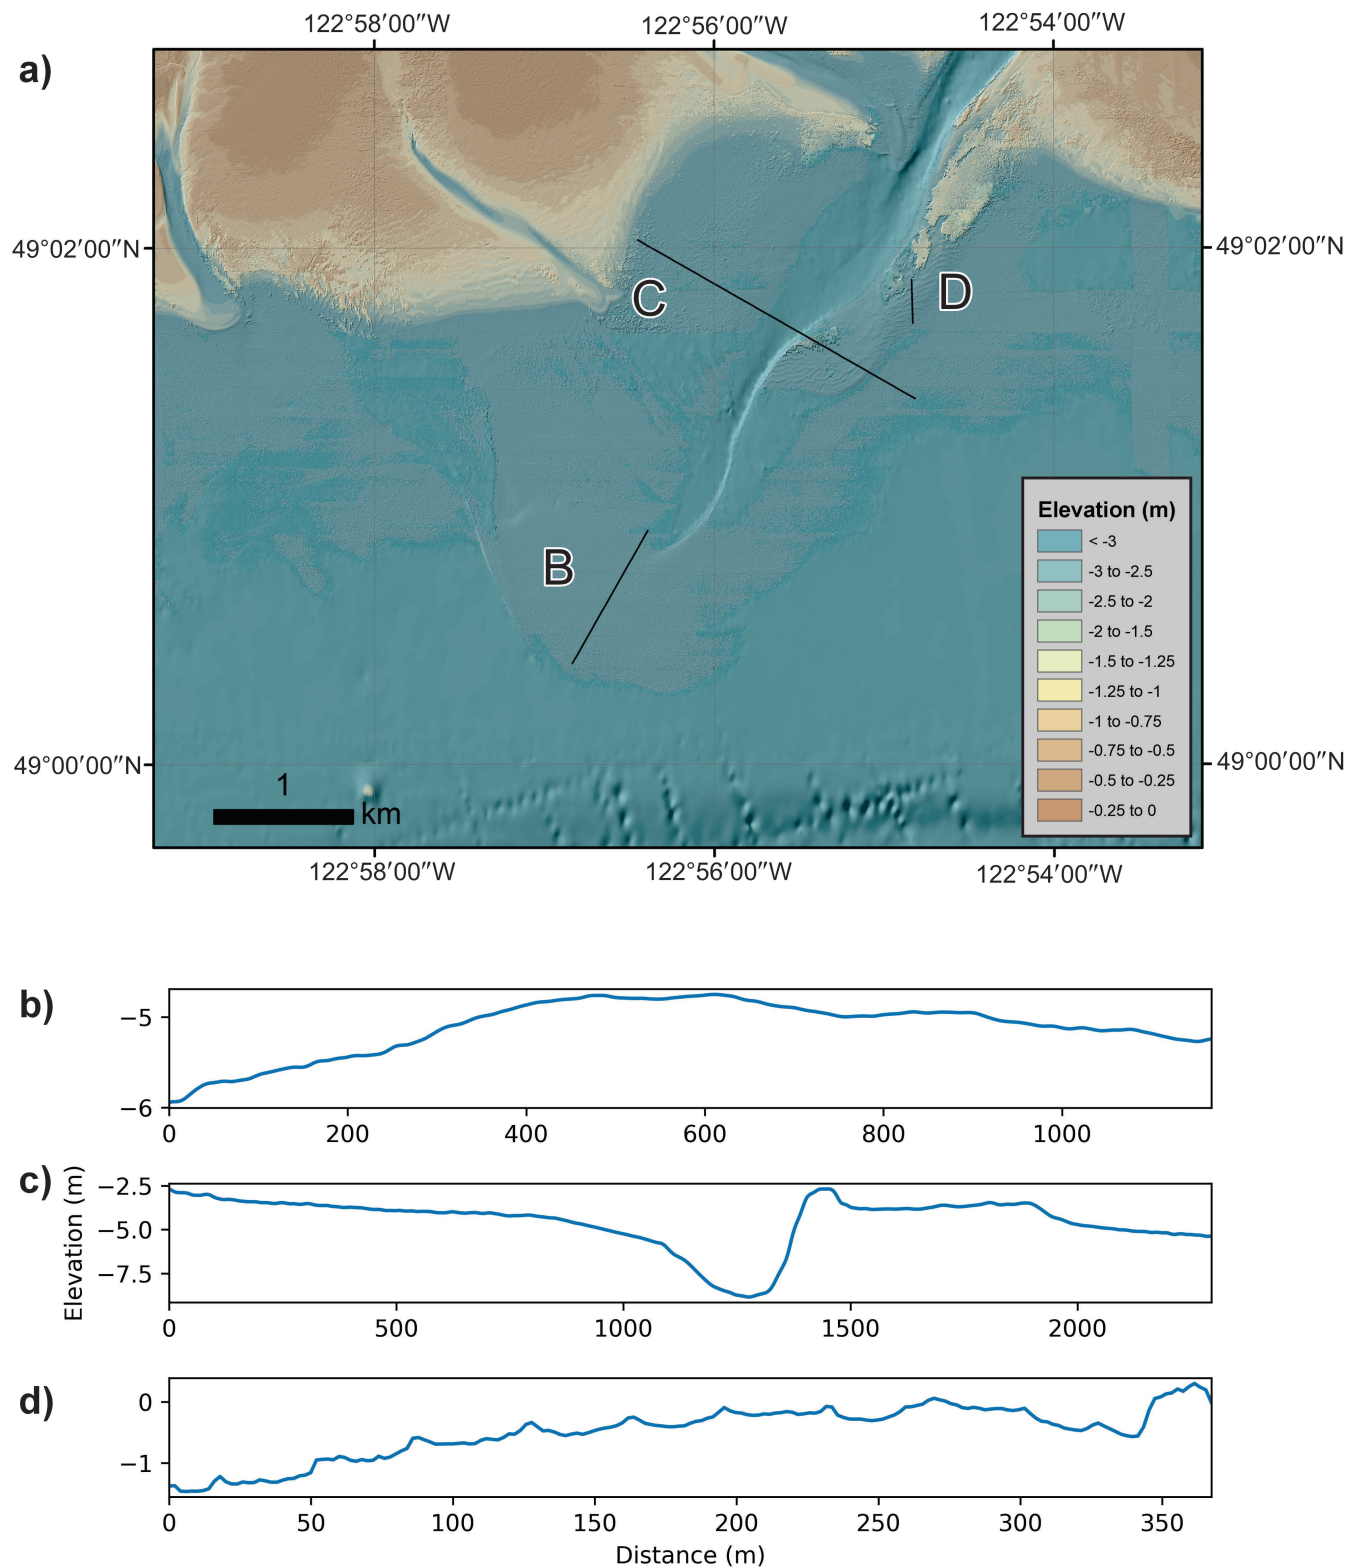 122°58′00″W 122°56′00″W 122°54′00″W
a)
49°02′00″N 49°02′00″N
C D
B
Elevation (m)
< -3
-3 to -2.5
-2.5 to -2
-2 to -1.5
-1.5 to -1.25
-1.25 to -1
-1 to -0.75
-0.75 to -0.5
-0.5 to -0.25
-0.25 to 0
49°00′00″N 49°00′00″N
1
km
122°58′00″W 122°56′00″W 122°54′00″W
b)
−5
−6
0 200 400 600 800 1000
c)
Elevation (m)
−2.5
−5.0
−7.5
0 500 1000 1500 2000
d)
0
−1
0 50 100 150 200 250 300 350
Distance (m)